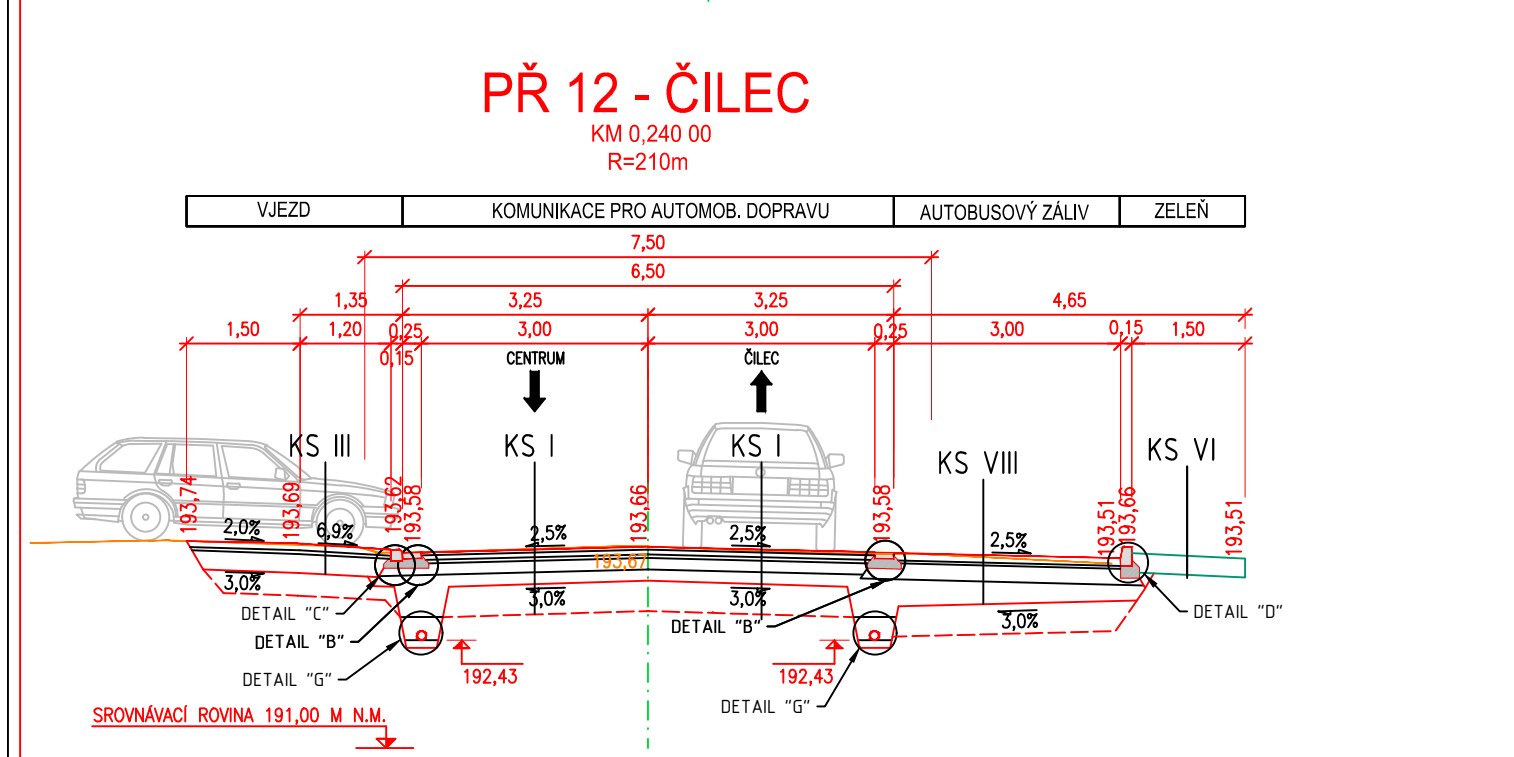 PŘ 12 - ČILEC
KM 0,240 00
R=210m
VJEZD KOMUNIKACE PRO AUTOMOB. DOPRAVU AUTOBUSOVÝ ZÁLIV ZELEŇ
7,50
6,50
1,35 3,25 3,25 4,65
1,50 1,20 0,25 3,00 3,00 0,25 3,00 0,15 1,50
0,15
CENTRUM ČILEC
KS III KS I KS I KS VIII KS VI
193,74 193,69 193,62 193,58 193,66 193,58 193,51 193,66 193,51
2,0% 6,9% 2,5% 2,5% 2,5%
193,67
3,0% 3,0% 3,0% 3,0%
DETAIL "C"
DETAIL "B"
DETAIL "G"
DETAIL "B"
DETAIL "D"
192,43 192,43
DETAIL "G"
SROVNÁVACÍ ROVINA 191,00 M N.M.